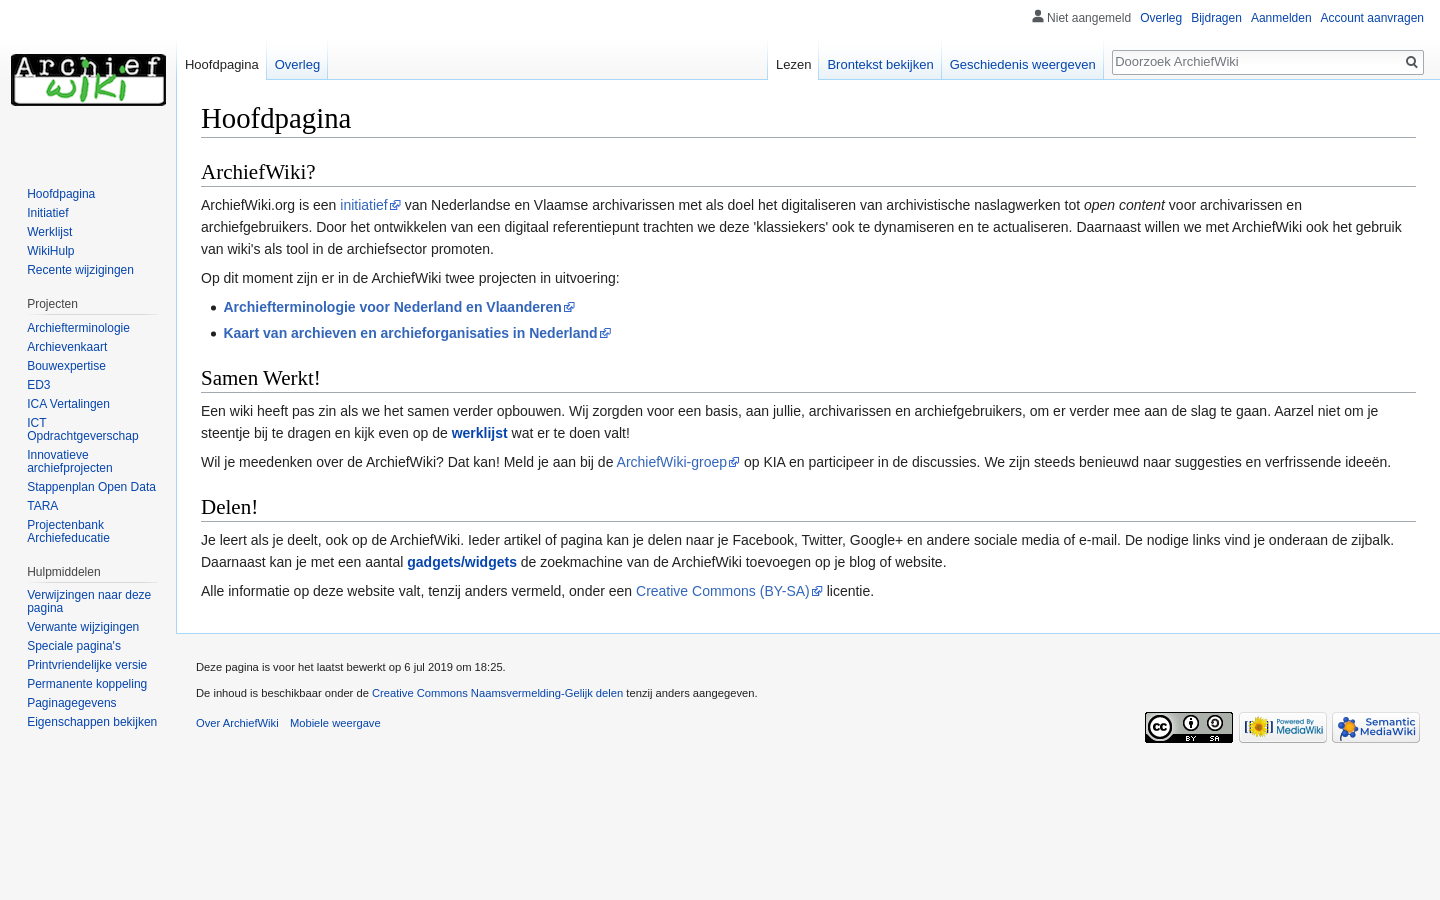 Niet aangemeld Overleg Bijdragen Aanmelden Account aanvragen
Archief
wiki
Hoofdpagina Overleg Lezen Brontekst bekijken Geschiedenis weergeven Doorzoek ArchiefWiki
Hoofdpagina
Initiatief
Werklijst
WikiHulp
Recente wijzigingen
Projecten
Archiefterminologie
Archievenkaart
Bouwexpertise
ED3
ICA Vertalingen
ICT
Opdrachtgeverschap
Innovatieve
archiefprojecten
Stappenplan Open Data
TARA
Projectenbank
Archiefeducatie
Hulpmiddelen
Verwijzingen naar deze
pagina
Verwante wijzigingen
Speciale pagina's
Printvriendelijke versie
Permanente koppeling
Paginagegevens
Eigenschappen bekijken
Hoofdpagina
ArchiefWiki?
ArchiefWiki.org is een initiatief van Nederlandse en Vlaamse archivarissen met als doel het digitaliseren van archivistische naslagwerken tot open content voor archivarissen en
archiefgebruikers. Door het ontwikkelen van een digitaal referentiepunt trachten we deze 'klassiekers' ook te dynamiseren en te actualiseren. Daarnaast willen we met ArchiefWiki ook het gebruik
van wiki's als tool in de archiefsector promoten.
Op dit moment zijn er in de ArchiefWiki twee projecten in uitvoering:
Archiefterminologie voor Nederland en Vlaanderen
Kaart van archieven en archieforganisaties in Nederland
Samen Werkt!
Een wiki heeft pas zin als we het samen verder opbouwen. Wij zorgden voor een basis, aan jullie, archivarissen en archiefgebruikers, om er verder mee aan de slag te gaan. Aarzel niet om je
steentje bij te dragen en kijk even op de werklijst wat er te doen valt!
Wil je meedenken over de ArchiefWiki? Dat kan! Meld je aan bij de ArchiefWiki-groep op KIA en participeer in de discussies. We zijn steeds benieuwd naar suggesties en verfrissende ideeën.
Delen!
Je leert als je deelt, ook op de ArchiefWiki. Ieder artikel of pagina kan je delen naar je Facebook, Twitter, Google+ en andere sociale media of e-mail. De nodige links vind je onderaan de zijbalk.
Daarnaast kan je met een aantal gadgets/widgets de zoekmachine van de ArchiefWiki toevoegen op je blog of website.
Alle informatie op deze website valt, tenzij anders vermeld, onder een Creative Commons (BY-SA) licentie.
Deze pagina is voor het laatst bewerkt op 6 jul 2019 om 18:25.
De inhoud is beschikbaar onder de Creative Commons Naamsvermelding-Gelijk delen tenzij anders aangegeven.
Over ArchiefWiki Mobiele weergave
cc BY SA
Powered By
MediaWiki
Semantic
MediaWiki